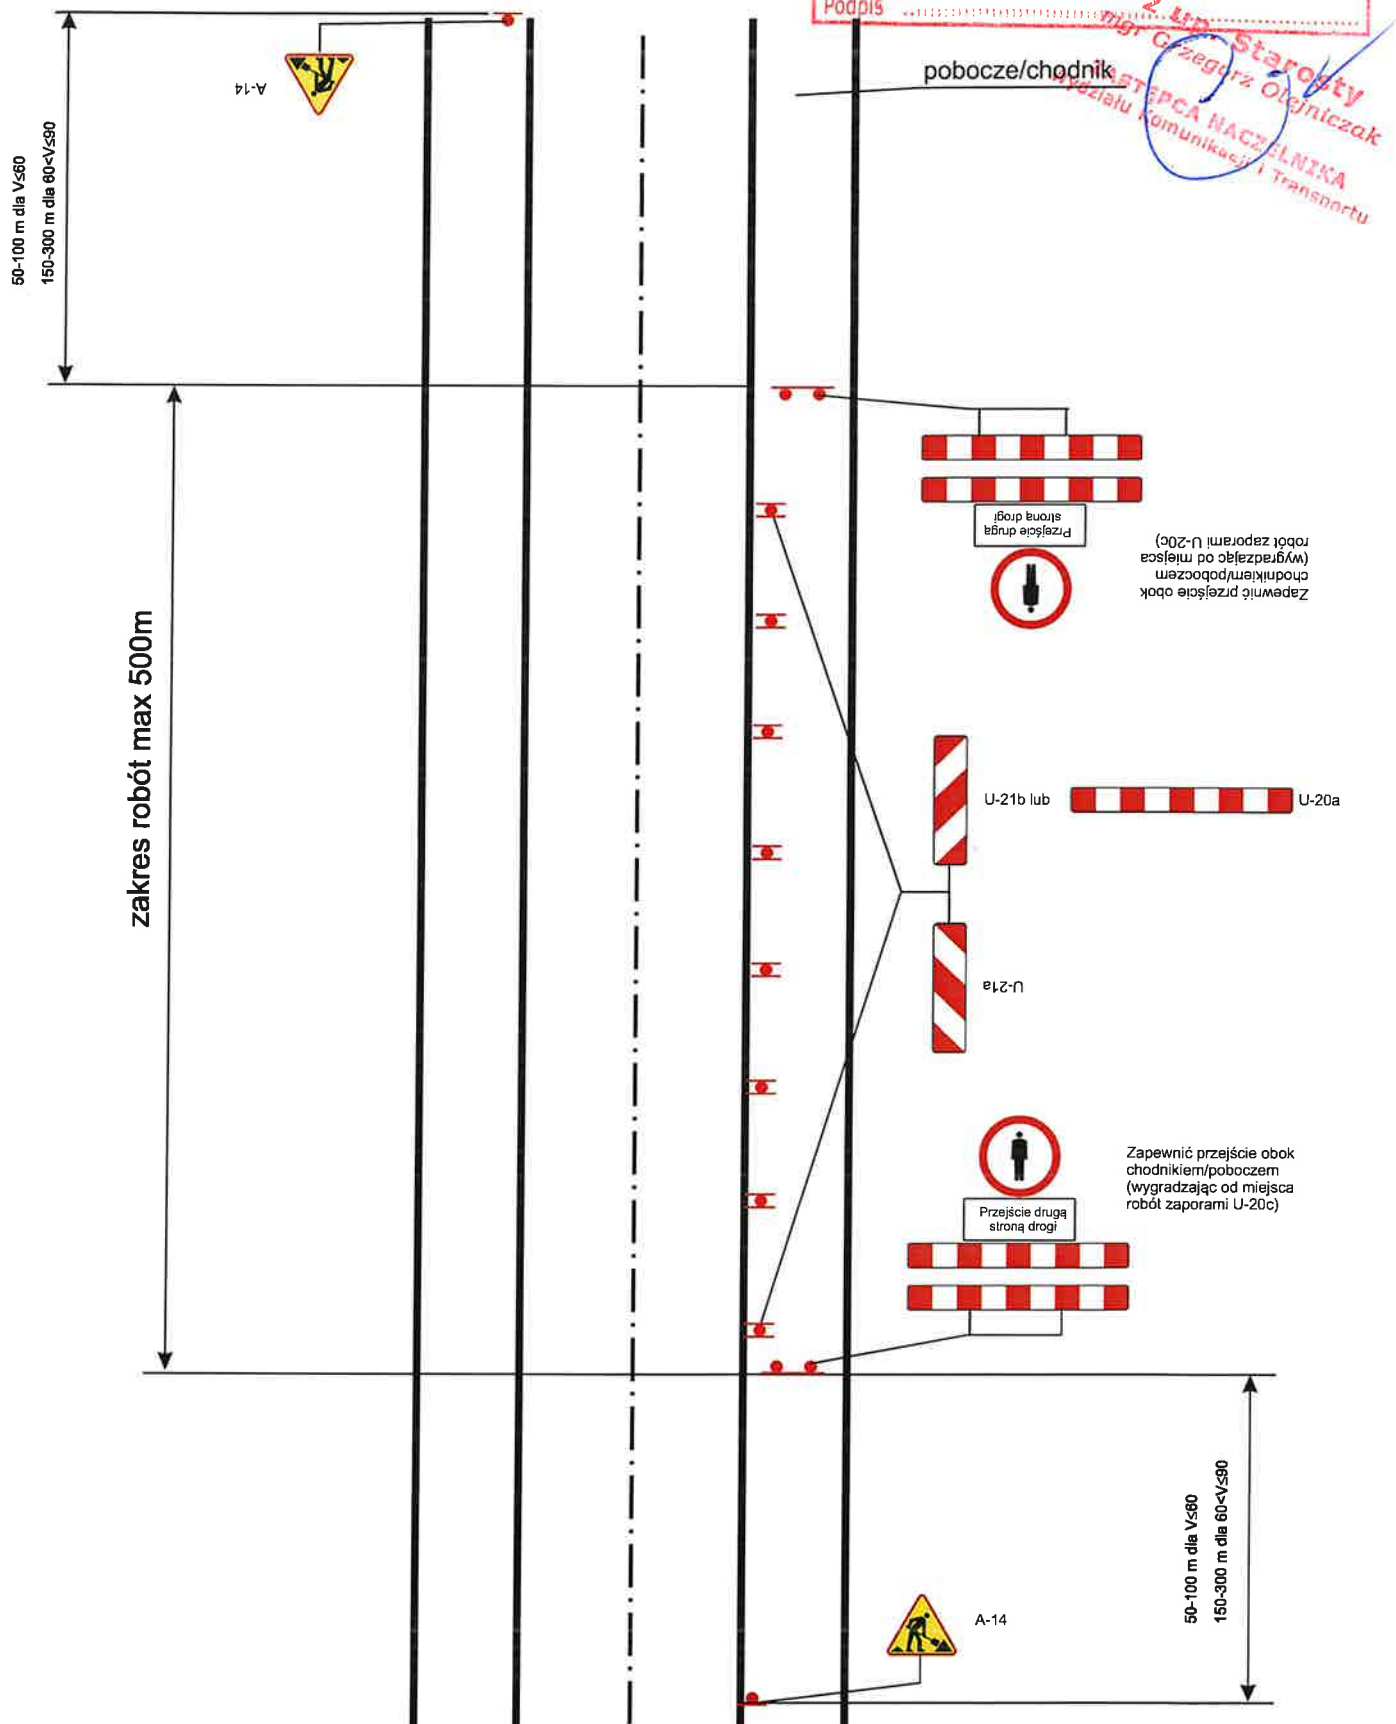 Podpis
Z up. Starosty
mgr Grzegorz Olejniczak
ZASTĘPCA NACZELNIKA
Wydziału Komunikacji i Transportu
pobocze/chodnik
A-14
50-100 m dla V≤60
150-300 m dla 60<V≤90
zakres robót max 500m
Przejście drugą
stroną drogi
Zapewnić przejście obok
chodnikiem/poboczem
(wygradzając od miejsca
robót zaporami U-20c)
U-21b lub
U-20a
U-21a
Zapewnić przejście obok
chodnikiem/poboczem
(wygradzając od miejsca
robót zaporami U-20c)
Przejście drugą
stroną drogi
50-100 m dla V≤60
150-300 m dla 60<V≤90
A-14